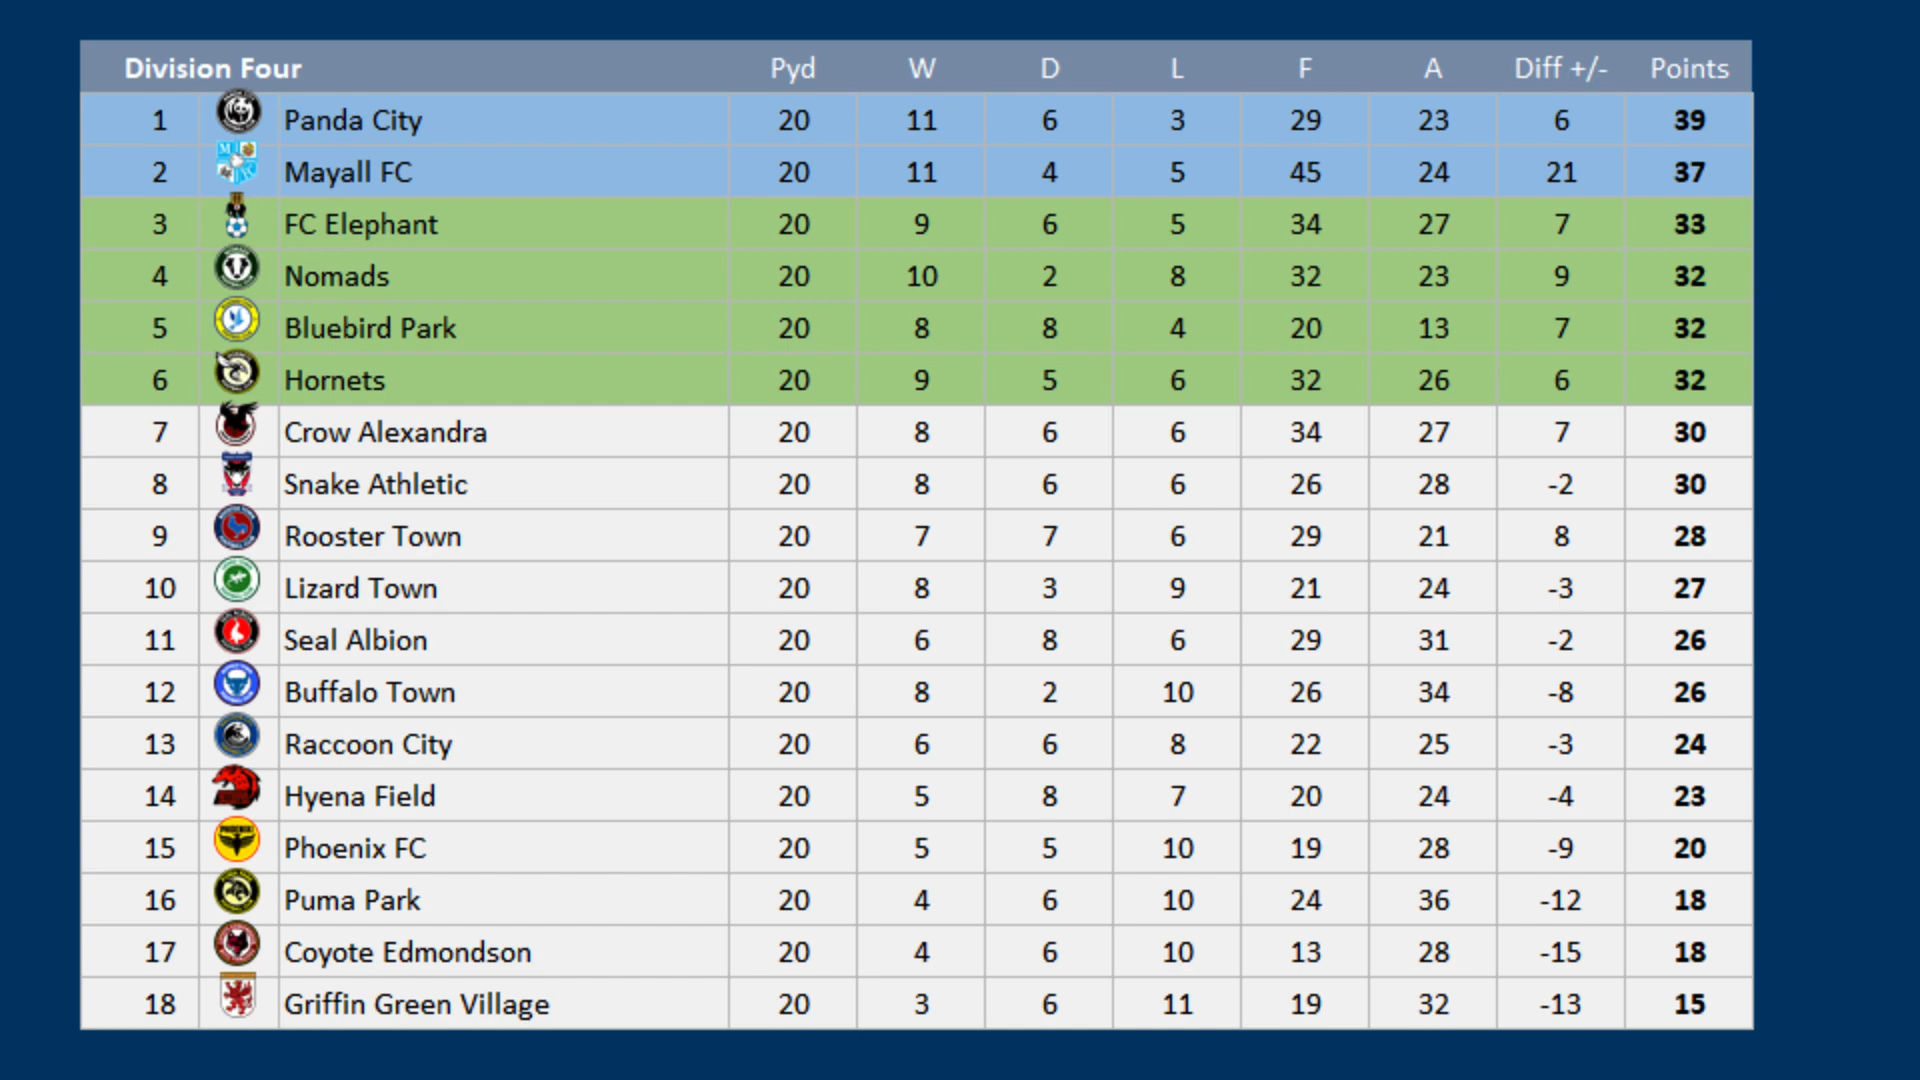 Division Four Pyd W D L F A Diff +/- Points
1 Panda City 20 11 6 3 29 23 6 39
2 Mayall FC 20 11 4 5 45 24 21 37
3 FC Elephant 20 9 6 5 34 27 7 33
4 Nomads 20 10 2 8 32 23 9 32
5 Bluebird Park 20 8 8 4 20 13 7 32
6 Hornets 20 9 5 6 32 26 6 32
7 Crow Alexandra 20 8 6 6 34 27 7 30
8 Snake Athletic 20 8 6 6 26 28 -2 30
9 Rooster Town 20 7 7 6 29 21 8 28
10 Lizard Town 20 8 3 9 21 24 -3 27
11 Seal Albion 20 6 8 6 29 31 -2 26
12 Buffalo Town 20 8 2 10 26 34 -8 26
13 Raccoon City 20 6 6 8 22 25 -3 24
14 Hyena Field 20 5 8 7 20 24 -4 23
15 Phoenix FC 20 5 5 10 19 28 -9 20
16 Puma Park 20 4 6 10 24 36 -12 18
17 Coyote Edmondson 20 4 6 10 13 28 -15 18
18 Griffin Green Village 20 3 6 11 19 32 -13 15